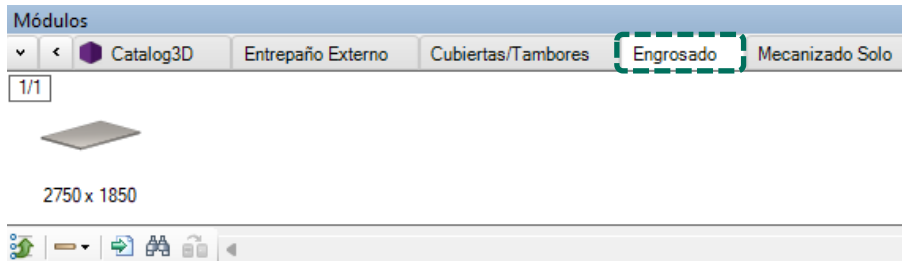 Módulos
Catalog3D Entrepaño Externo Cubiertas/Tambores Engrosado Mecanizado Solo
1/1
2750 x 1850